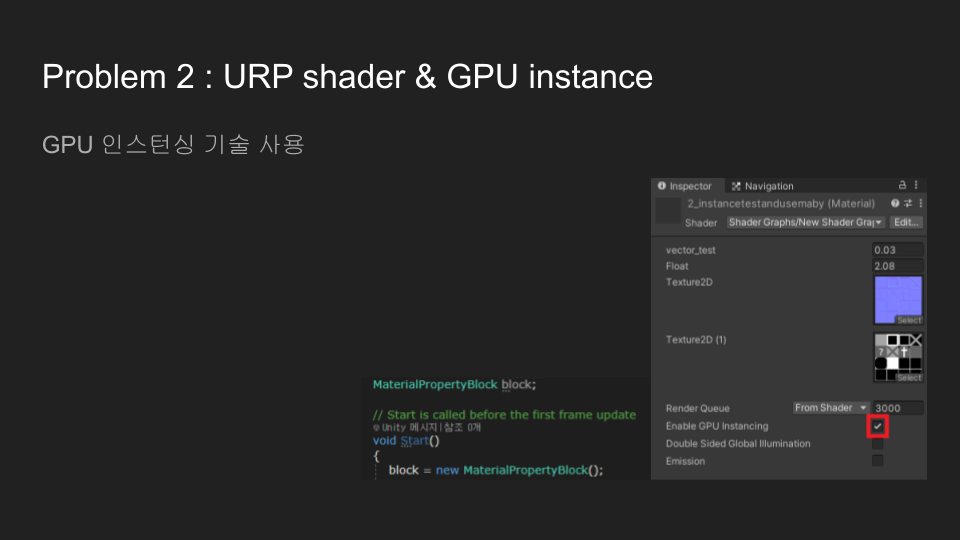 Problem 2 : URP shader & GPU instance
GPU 인스턴싱 기술 사용
Inspector
Navigation
2_instancetestandusemaby (Material)
Shader
Shader Graphs/New Shader Grap
Edit...
vector_test
0.03
Float
2.08
Texture2D
Select
Texture2D (1)
Select
Render Queue
From Shader
3000
Enable GPU Instancing
Double Sided Global Illumination
Emission
MaterialPropertyBlock block;
// Start is called before the first frame update
Unity 메시지|참조 0개
void Start()
{
block = new MaterialPropertyBlock();